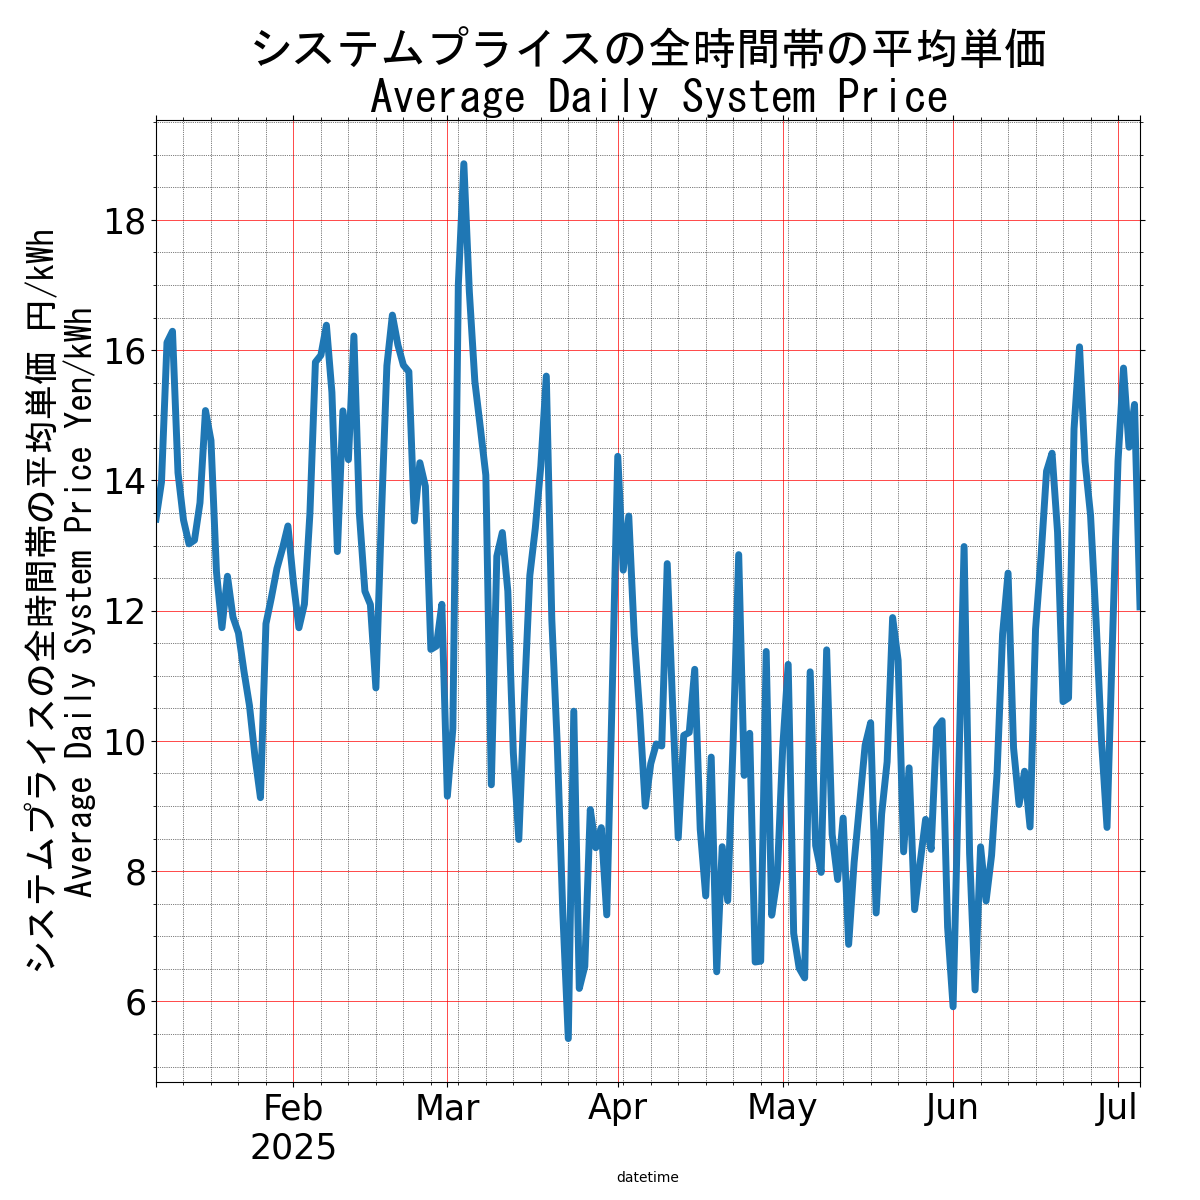 システムプライスの全時間帯の平均単価
Average Daily System Price
システムプライスの全時間帯の平均単価 円/kWh
Average Daily System Price Yen/kWh
18
16
14
12
10
8
6
Feb
2025
Mar
Apr
May
Jun
Jul
datetime